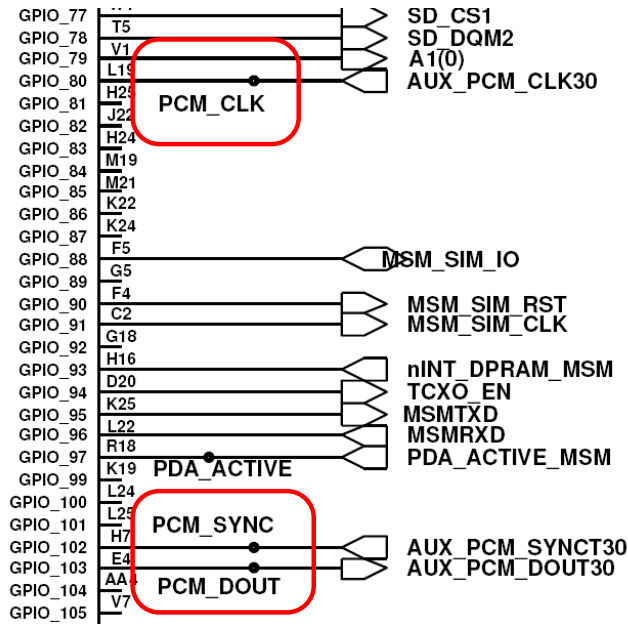 GPIO_77 SD_CS1
T5
GPIO_78 SD_DQM2
V1
GPIO_79 A1(0)
L19
GPIO_80 AUX_PCM_CLK30
H25 PCM_CLK
GPIO_81
J22
GPIO_82
H24
GPIO_83
M19
GPIO_84
M21
GPIO_85
K22
GPIO_86
K24
GPIO_87
F5
GPIO_88 MSM_SIM_IO
G5
GPIO_89
F4
GPIO_90 MSM_SIM_RST
C2
GPIO_91 MSM_SIM_CLK
G18
GPIO_92
H16
GPIO_93 nINT_DPRAM_MSM
D20
GPIO_94 TCXO_EN
K25
GPIO_95 MSMTXD
L22
GPIO_96 MSMRXD
R18
GPIO_97 PDA_ACTIVE_MSM
K19 PDA_ACTIVE
GPIO_99
L24
GPIO_100
L25
GPIO_101 PCM_SYNC
H7
GPIO_102 AUX_PCM_SYNCT30
E4
GPIO_103 AUX_PCM_DOUT30
AA4 PCM_DOUT
GPIO_104
V7
GPIO_105